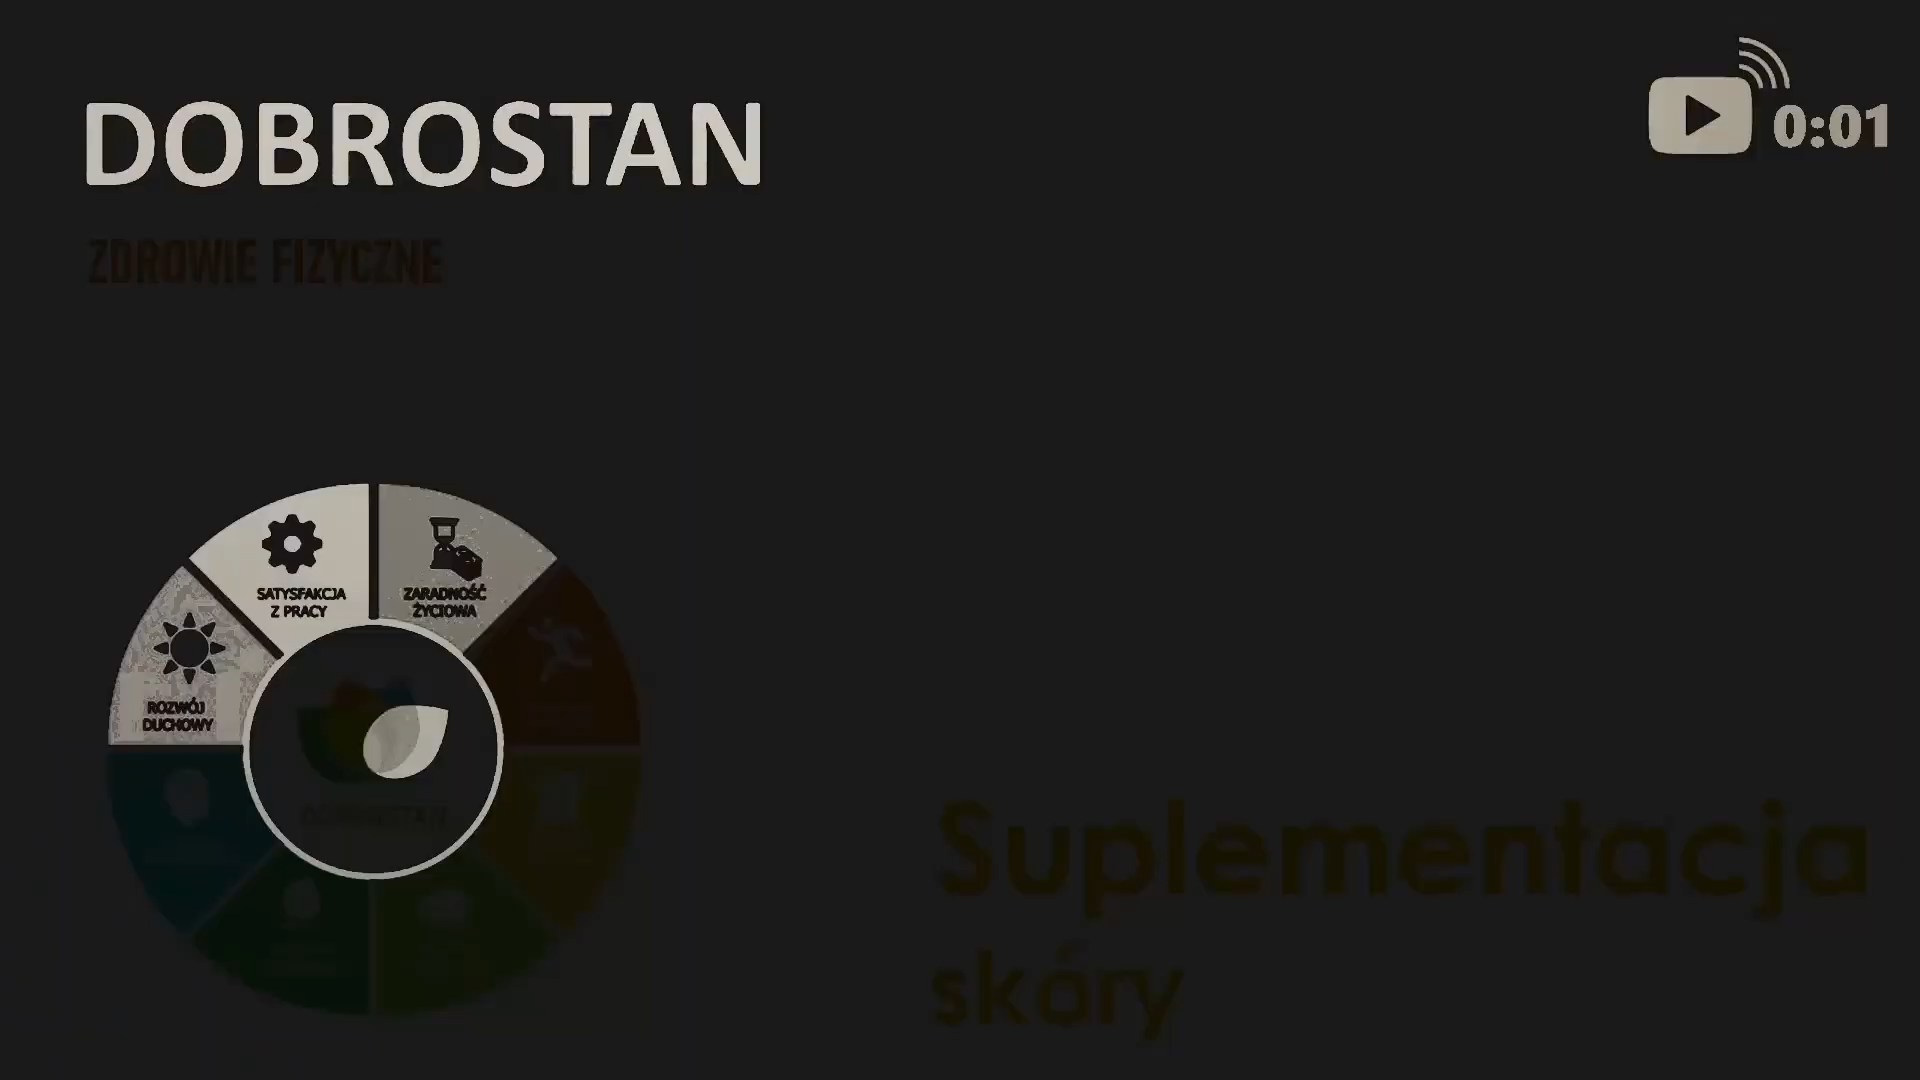 DOBROSTAN
0:01
ZDROWIE FIZYCZNE
SATYSFAKCJA
Z PRACY
ZARADNOŚĆ
ŻYCIOWA
ROZWÓJ
DUCHOWY
DOBROSTAN
Suplementacja
skóry